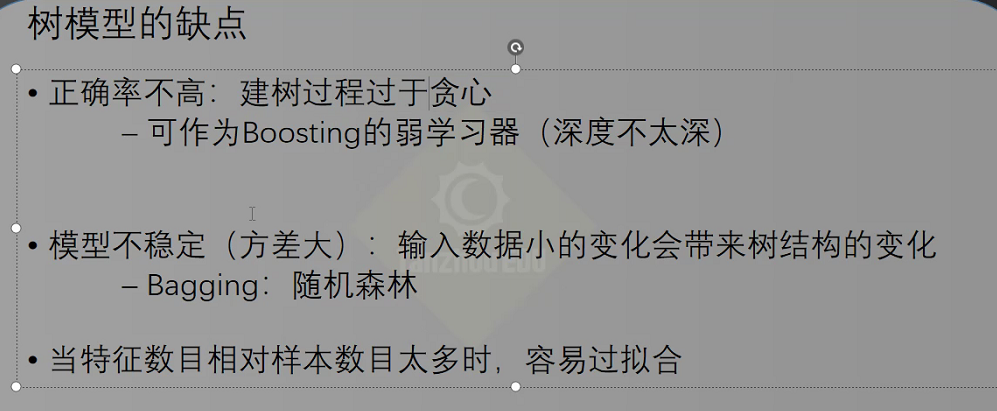 树模型的缺点
• 正确率不高：建树过程过于贪心
– 可作为Boosting的弱学习器（深度不太深）
• 模型不稳定（方差大）：输入数据小的变化会带来树结构的变化
– Bagging：随机森林
• 当特征数目相对样本数目太多时，容易过拟合